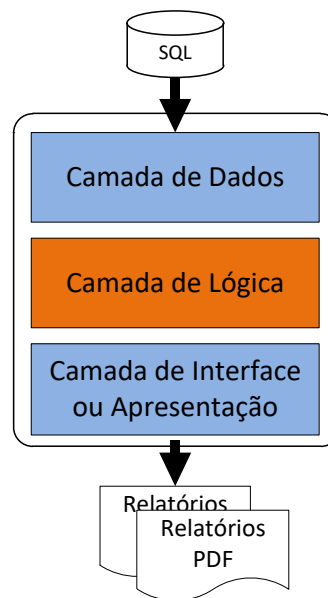 SQL
Camada de Dados
Camada de Lógica
Camada de Interface
ou Apresentação
Relatórios
Relatórios
PDF